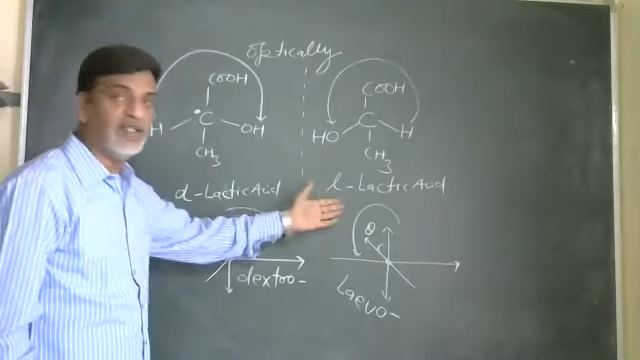 Optically
COOH
COOH
H
*C
OH
HO
C
H
CH3
CH3
d-Lactic Acid
l-Lactic Acid
θ
dextro-
Laevo-